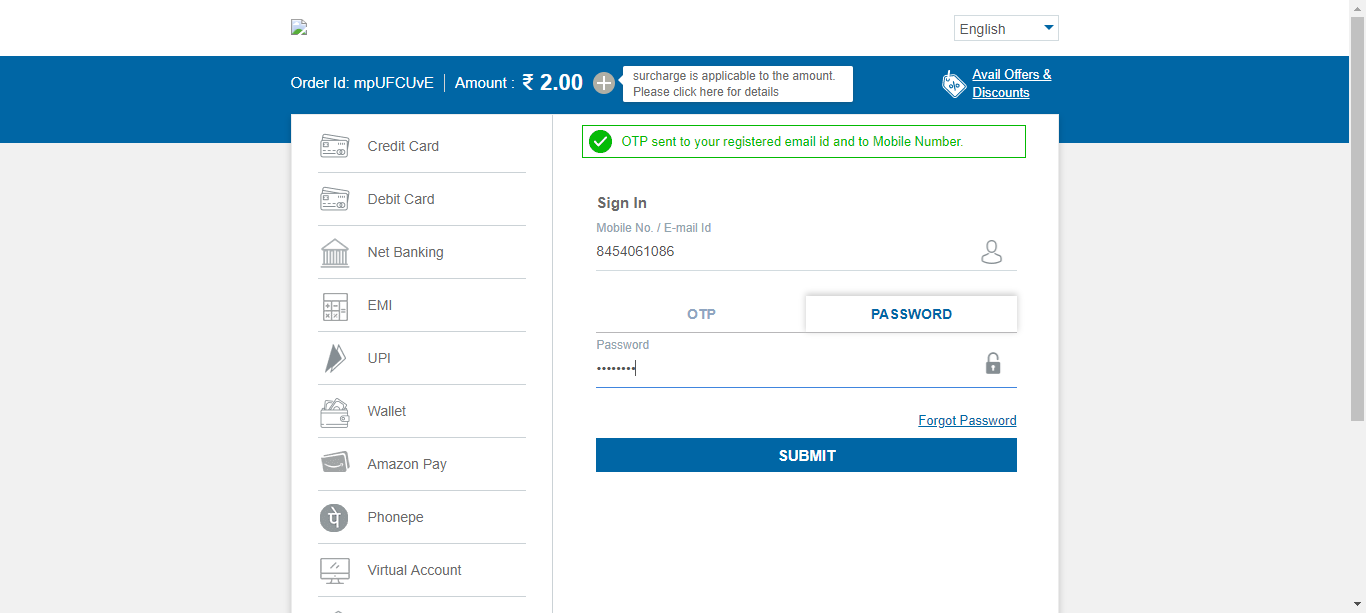 English
Order Id: mpUFCUvE | Amount : ₹ 2.00
surcharge is applicable to the amount.
Please click here for details
Avail Offers &
Discounts
Credit Card
Debit Card
Net Banking
EMI
UPI
Wallet
Amazon Pay
Phonepe
Virtual Account
OTP sent to your registered email id and to Mobile Number.
Sign In
Mobile No. / E-mail Id
8454061086
OTP
PASSWORD
Password
••••••••
Forgot Password
SUBMIT